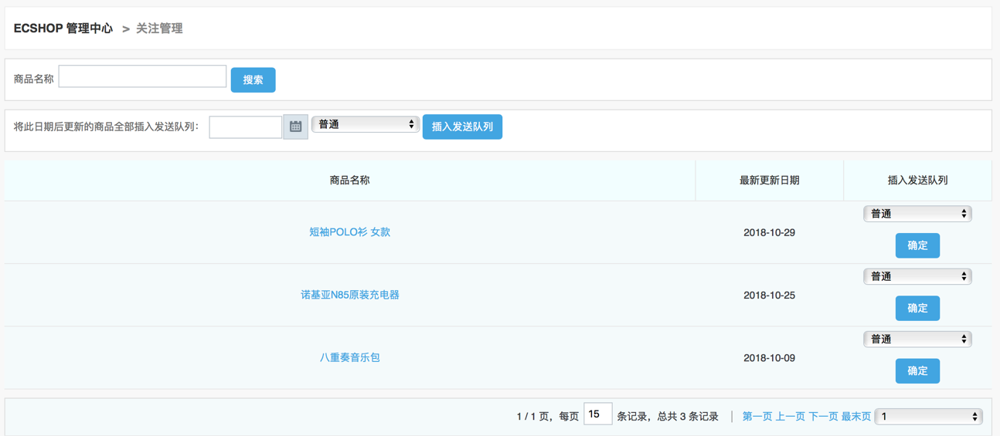 ECSHOP 管理中心 > 关注管理
商品名称 搜索
将此日期后更新的商品全部插入发送队列： 普通 插入发送队列
商品名称 最新更新日期 插入发送队列
普通
短袖POLO衫 女款 2018-10-29
确定
普通
诺基亚N85原装充电器 2018-10-25
确定
普通
八重奏音乐包 2018-10-09
确定
1 / 1 页，每页 15 条记录，总共 3 条记录 | 第一页 上一页 下一页 最末页 1